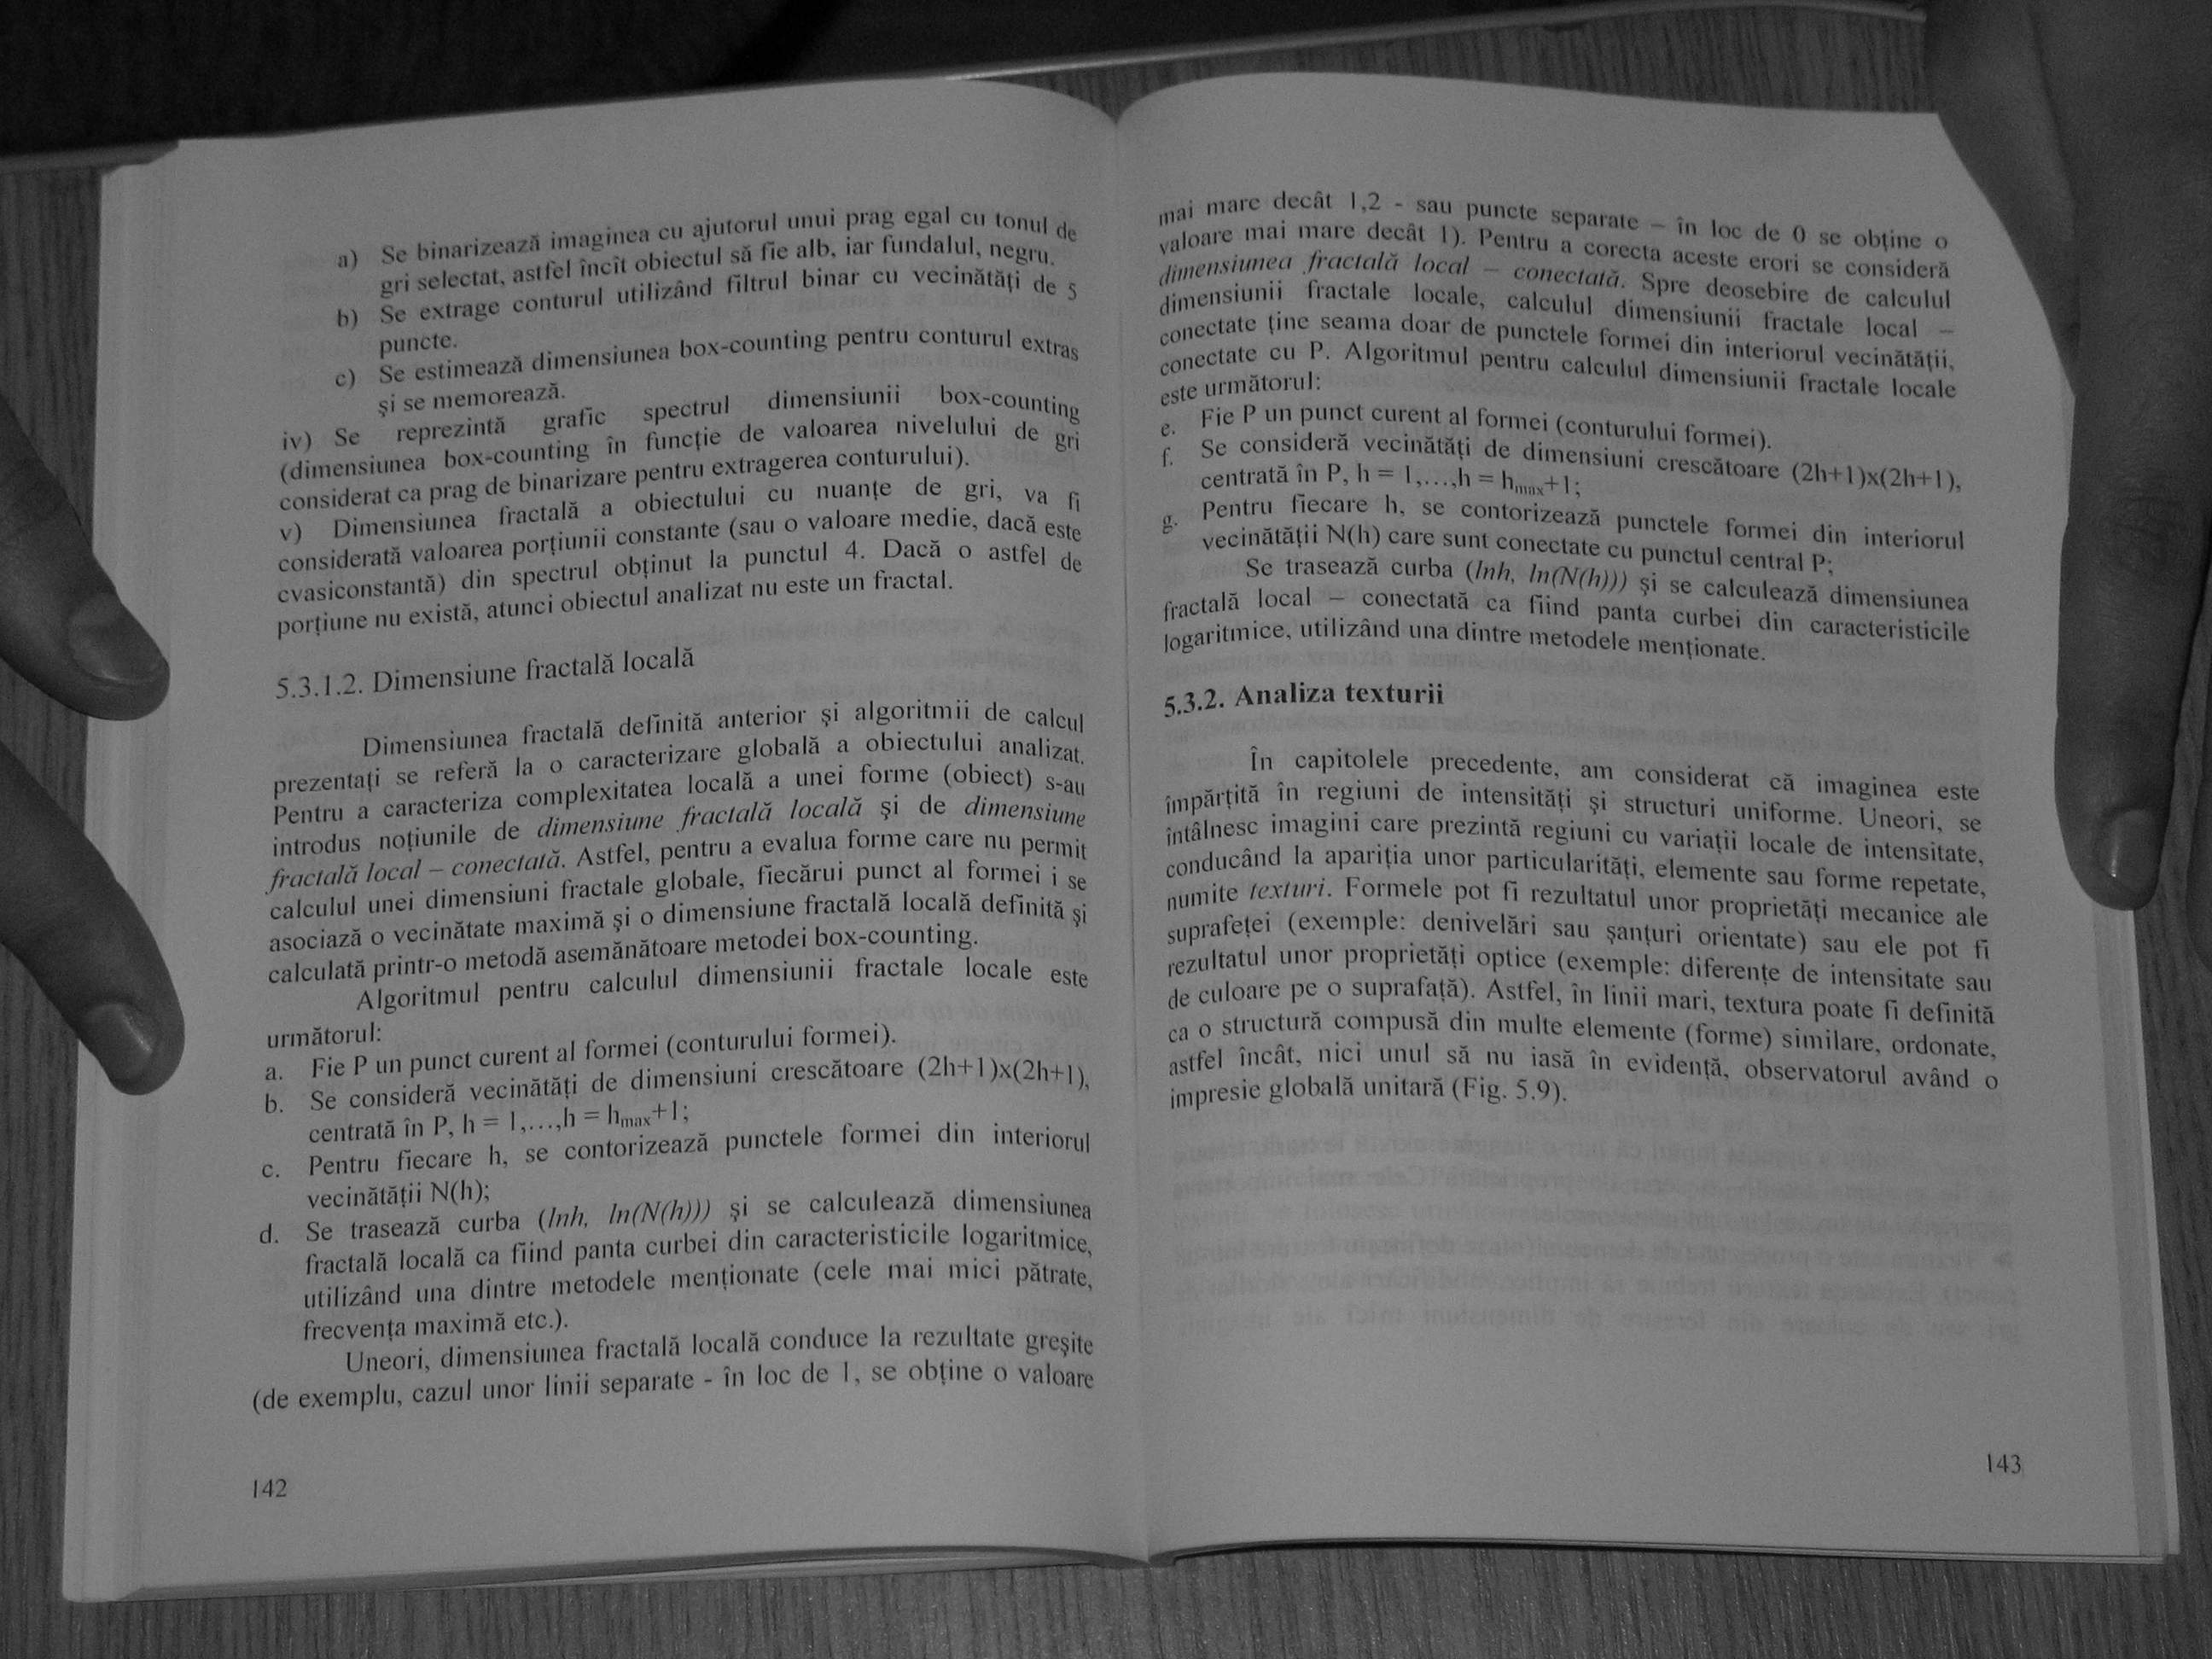 a) Se binarizează imaginea cu ajutorul unui prag egal cu tonul de
gri selectat, astfel încît obiectul să fie alb, iar fundalul, negru.
b) Se extrage conturul utilizând filtrul binar cu vecinătăţi de 5
puncte.
c) Se estimează dimensiunea box-counting pentru conturul extras
şi se memorează.
iv) Se reprezintă grafic spectrul dimensiunii box-counting
(dimensiunea box-counting în funcţie de valoarea nivelului de gri
considerat ca prag de binarizare pentru extragerea conturului).
v) Dimensiunea fractală a obiectului cu nuanţe de gri, va fi
considerată valoarea porţiunii constante (sau o valoare medie, dacă este
cvasiconstantă) din spectrul obţinut la punctul 4. Dacă o astfel de
porţiune nu există, atunci obiectul analizat nu este un fractal.
5.3.1.2. Dimensiune fractală locală
Dimensiunea fractală definită anterior şi algoritmii de calcul
prezentaţi se referă la o caracterizare globală a obiectului analizat.
Pentru a caracteriza complexitatea locală a unei forme (obiect) s-au
introdus noţiunile de dimensiune fractală locală şi de dimensiune
fractală local – conectată. Astfel, pentru a evalua forme care nu permit
calculul unei dimensiuni fractale globale, fiecărui punct al formei i se
asociază o vecinătate maximă şi o dimensiune fractală locală definită şi
calculată printr-o metodă asemănătoare metodei box-counting.
Algoritmul pentru calculul dimensiunii fractale locale este
următorul:
a. Fie P un punct curent al formei (conturului formei).
b. Se consideră vecinătăţi de dimensiuni crescătoare (2h+1)x(2h+1),
centrată în P, h = 1,…,h = hmax+1;
c. Pentru fiecare h, se contorizează punctele formei din interiorul
vecinătăţii N(h);
d. Se trasează curba (lnh, ln(N(h))) şi se calculează dimensiunea
fractală locală ca fiind panta curbei din caracteristicile logaritmice,
utilizând una dintre metodele menţionate (cele mai mici pătrate,
frecvenţa maximă etc.).
Uneori, dimensiunea fractală locală conduce la rezultate greşite
(de exemplu, cazul unor linii separate - în loc de 1, se obţine o valoare
142
mai mare decât 1,2 - sau puncte separate – în loc de 0 se obţine o
valoare mai mare decât 1). Pentru a corecta aceste erori se consideră
dimensiunea fractală local – conectată. Spre deosebire de calculul
dimensiunii fractale locale, calculul dimensiunii fractale local –
conectate ţine seama doar de punctele formei din interiorul vecinătăţii,
conectate cu P. Algoritmul pentru calculul dimensiunii fractale locale
este următorul:
e. Fie P un punct curent al formei (conturului formei).
f. Se consideră vecinătăţi de dimensiuni crescătoare (2h+1)x(2h+1),
centrată în P, h = 1,…,h = hmax+1;
g. Pentru fiecare h, se contorizează punctele formei din interiorul
vecinătăţii N(h) care sunt conectate cu punctul central P;
Se trasează curba (lnh, ln(N(h))) şi se calculează dimensiunea
fractală local – conectată ca fiind panta curbei din caracteristicile
logaritmice, utilizând una dintre metodele menţionate.
5.3.2. Analiza texturii
În capitolele precedente, am considerat că imaginea este
împărţită în regiuni de intensităţi şi structuri uniforme. Uneori, se
întâlnesc imagini care prezintă regiuni cu variaţii locale de intensitate,
conducând la apariţia unor particularităţi, elemente sau forme repetate,
numite texturi. Formele pot fi rezultatul unor proprietăţi mecanice ale
suprafeţei (exemple: denivelări sau şanţuri orientate) sau ele pot fi
rezultatul unor proprietăţi optice (exemple: diferenţe de intensitate sau
de culoare pe o suprafaţă). Astfel, în linii mari, textura poate fi definită
ca o structură compusă din multe elemente (forme) similare, ordonate,
astfel încât, nici unul să nu iasă în evidenţă, observatorul având o
impresie globală unitară (Fig. 5.9).
143